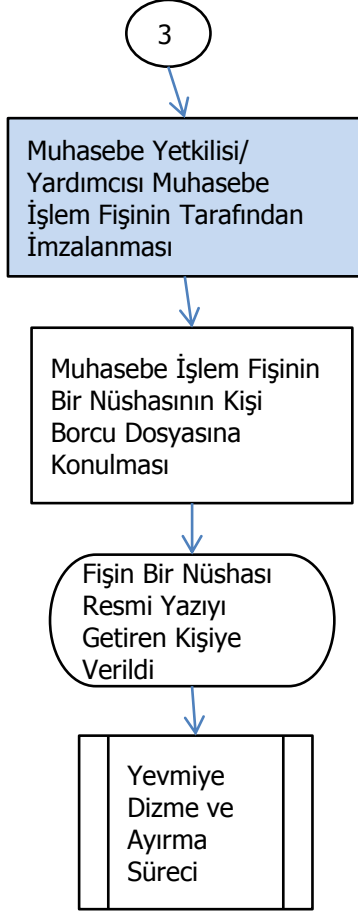 3
Muhasebe Yetkilisi/
Yardımcısı Muhasebe
İşlem Fişinin Tarafından
İmzalanması
Muhasebe İşlem Fişinin
Bir Nüshasının Kişi
Borcu Dosyasına
Konulması
Fişin Bir Nüshası
Resmi Yazıyı
Getiren Kişiye
Verildi
Yevmiye
Dizme ve
Ayırma
Süreci